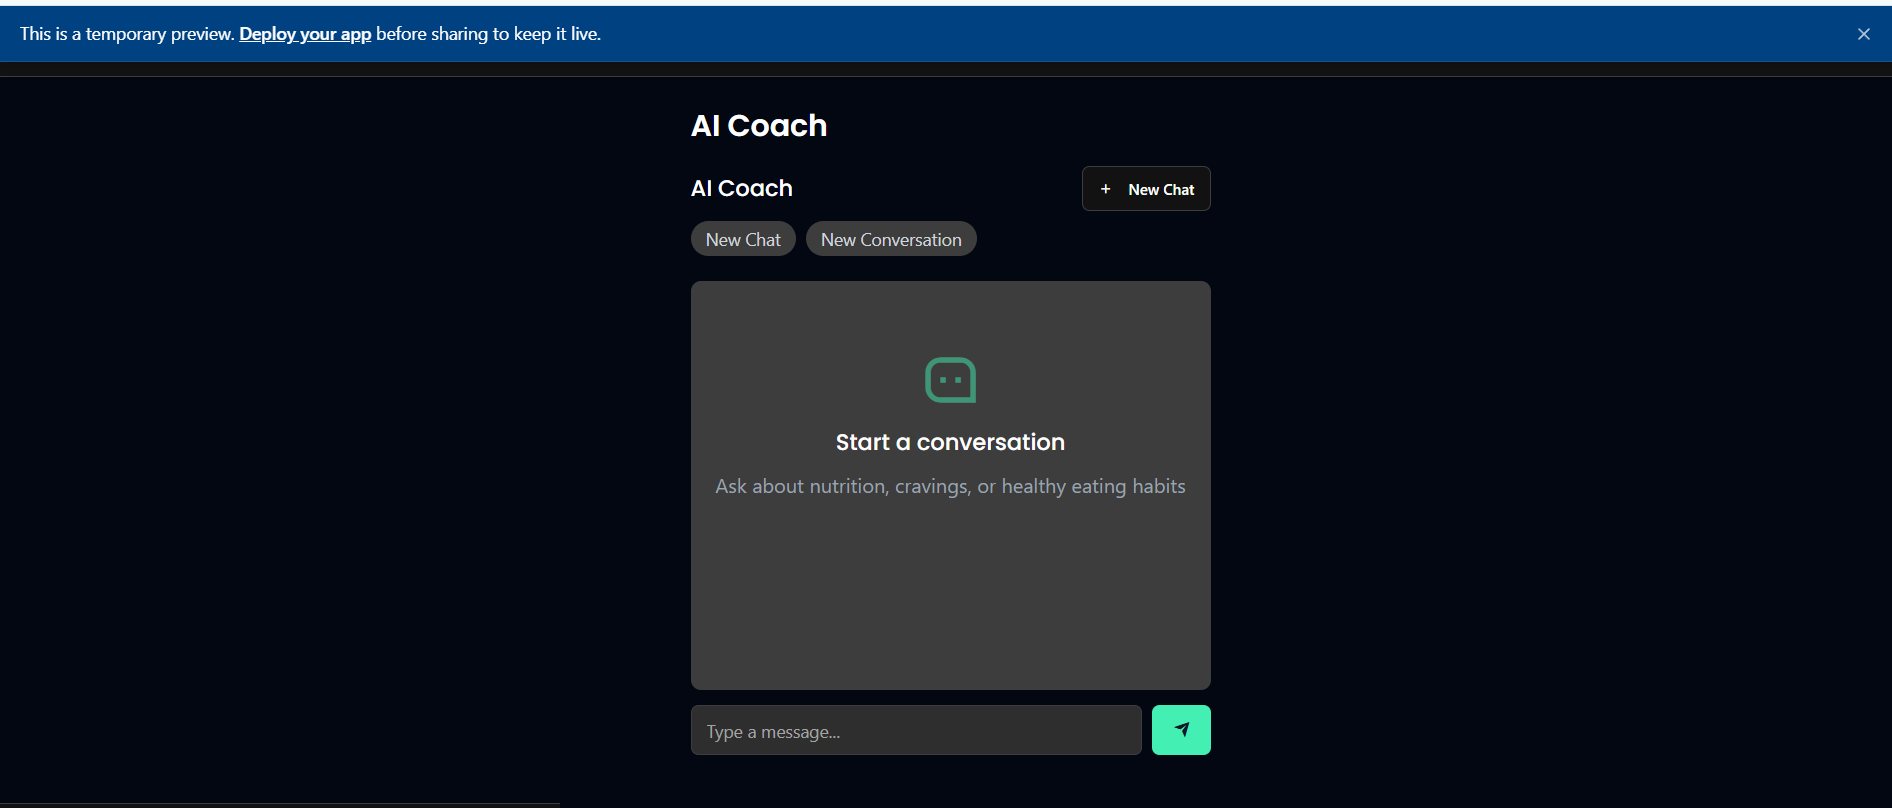 This is a temporary preview. Deploy your app before sharing to keep it live.
AI Coach
AI Coach
+ New Chat
New Chat
New Conversation
Start a conversation
Ask about nutrition, cravings, or healthy eating habits
Type a message...